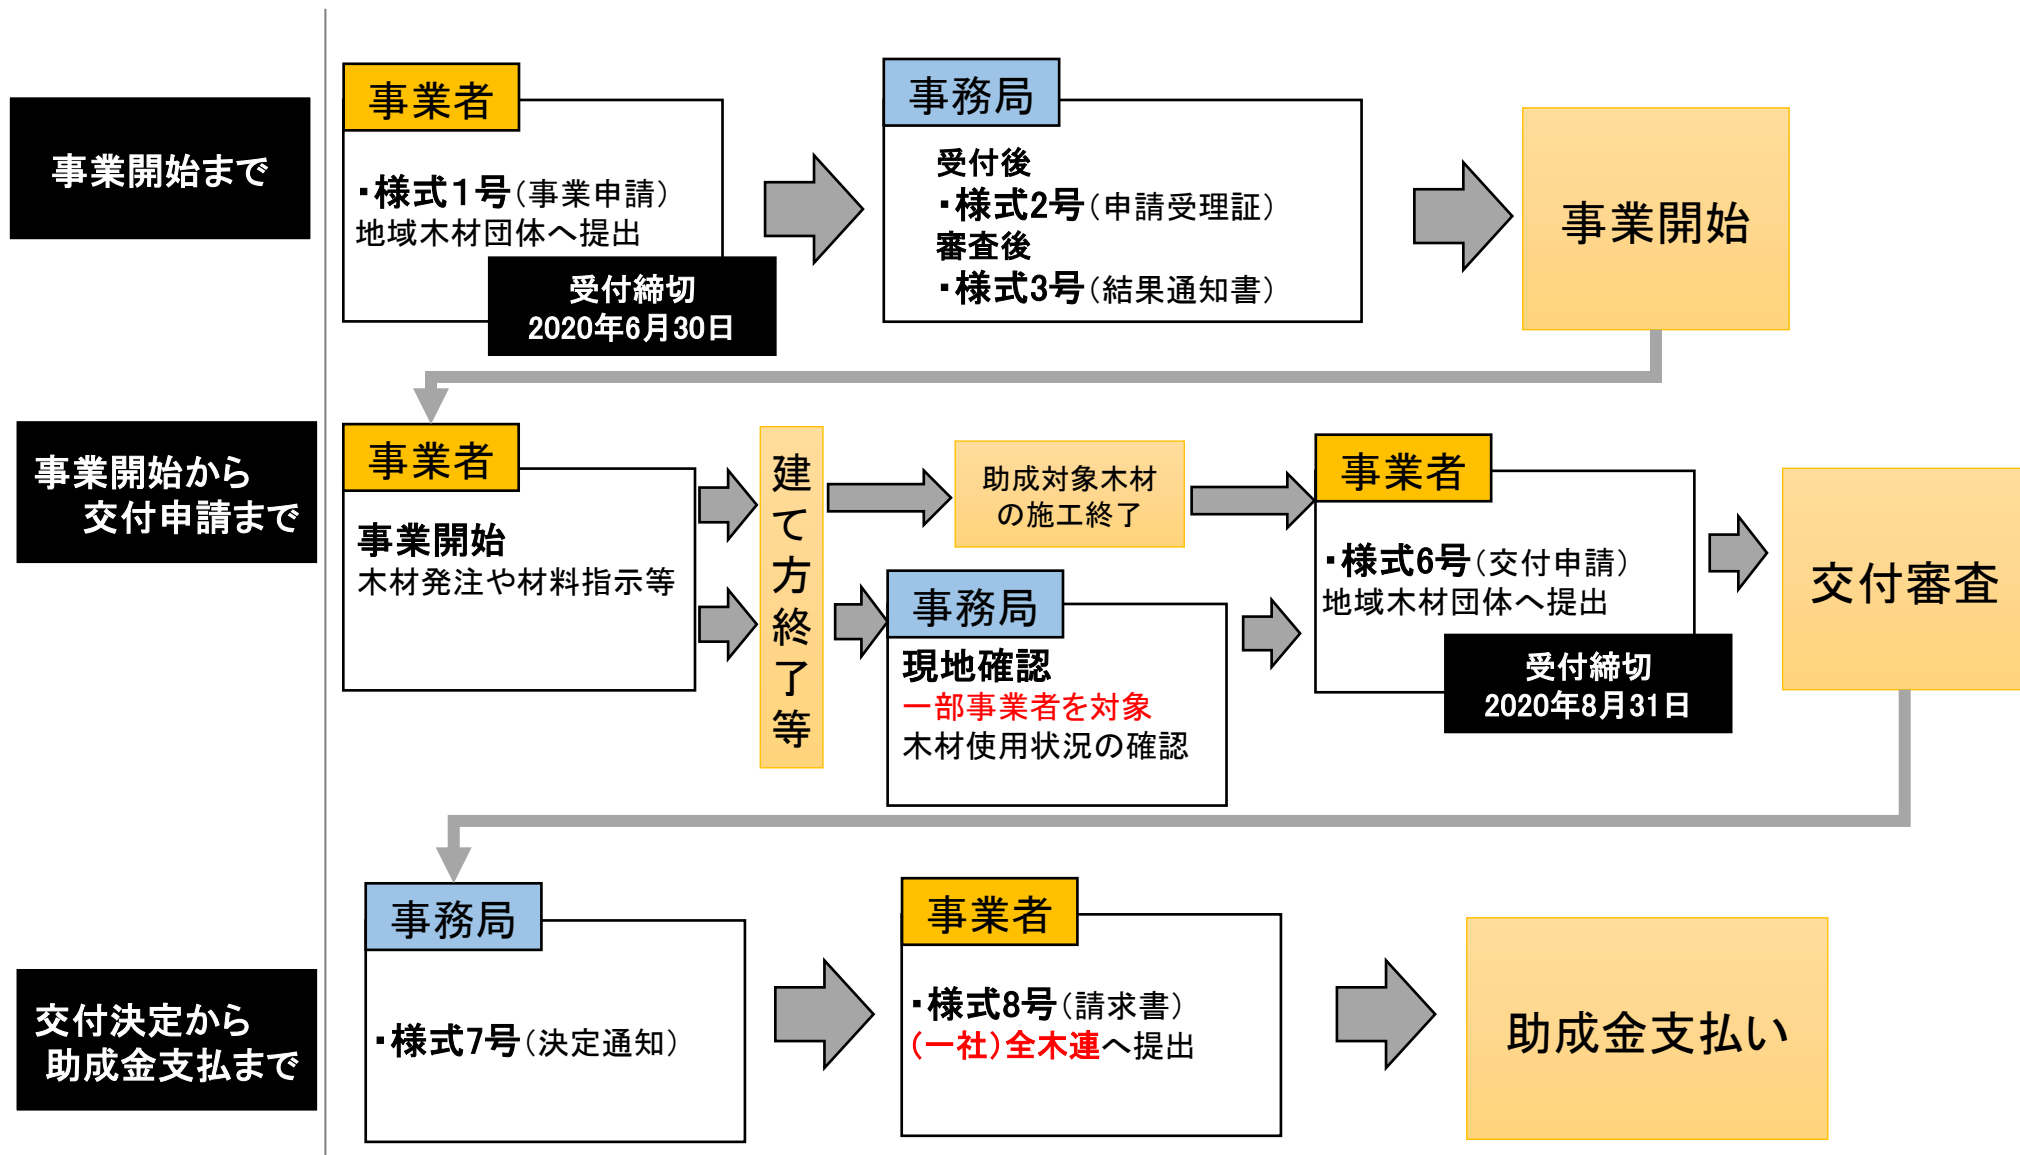 事業開始まで
事業者
・様式１号（事業申請）
地域木材団体へ提出
受付締切
2020年6月30日
事務局
受付後
・様式2号（申請受理証）
審査後
・様式3号（結果通知書）
事業開始
事業開始から
交付申請まで
事業者
事業開始
木材発注や材料指示等
建て方終了等
助成対象木材
の施工終了
事務局
現地確認
一部事業者を対象
木材使用状況の確認
事業者
・様式6号（交付申請）
地域木材団体へ提出
受付締切
2020年8月31日
交付審査
交付決定から
助成金支払まで
事務局
・様式7号（決定通知）
事業者
・様式8号（請求書）
（一社）全木連へ提出
助成金支払い